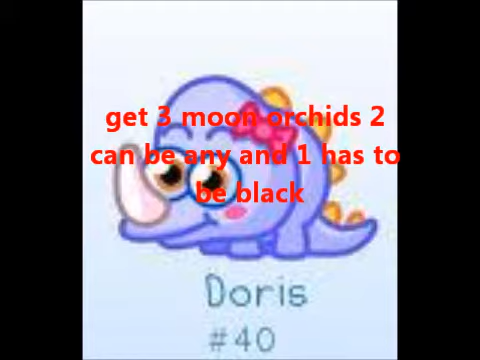 get 3 moon orchids 2
can be any and 1 has to
be black
Doris
#40